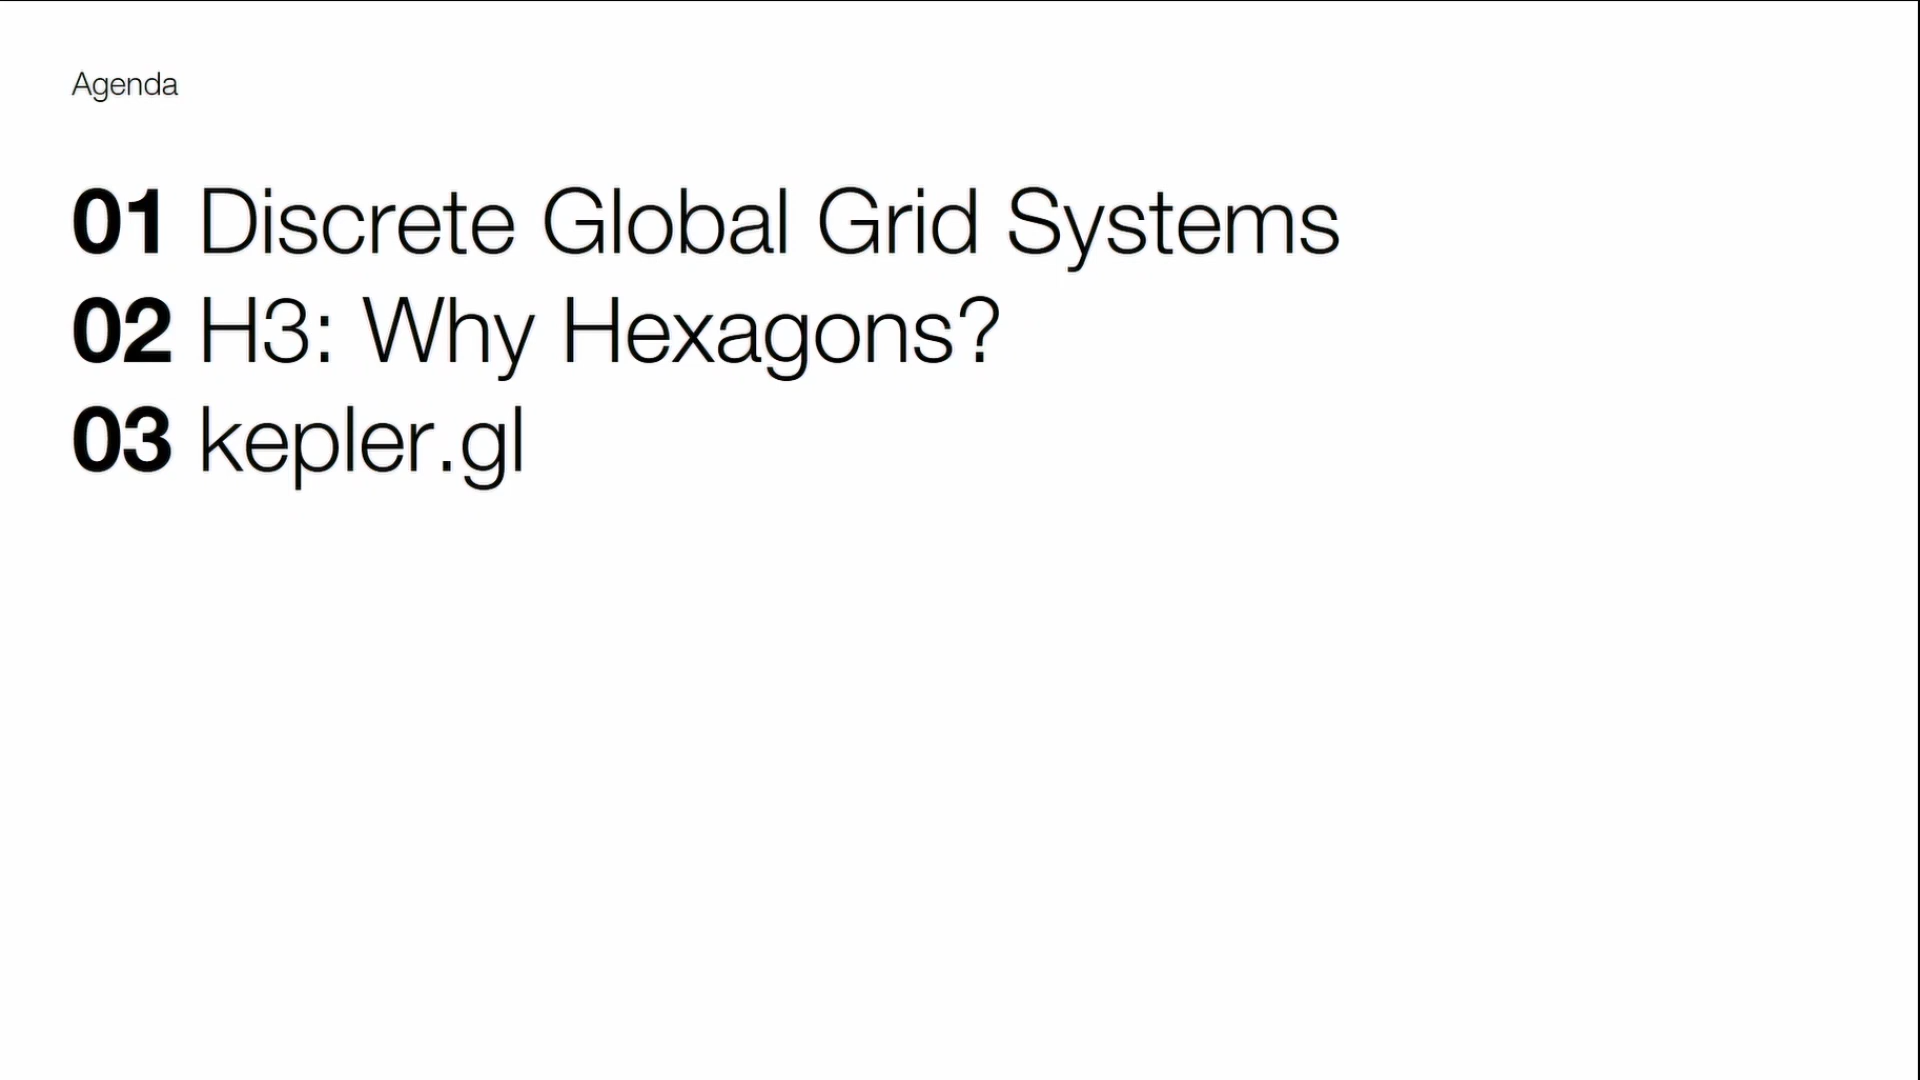 Agenda
01 Discrete Global Grid Systems
02 H3: Why Hexagons?
03 kepler.gl